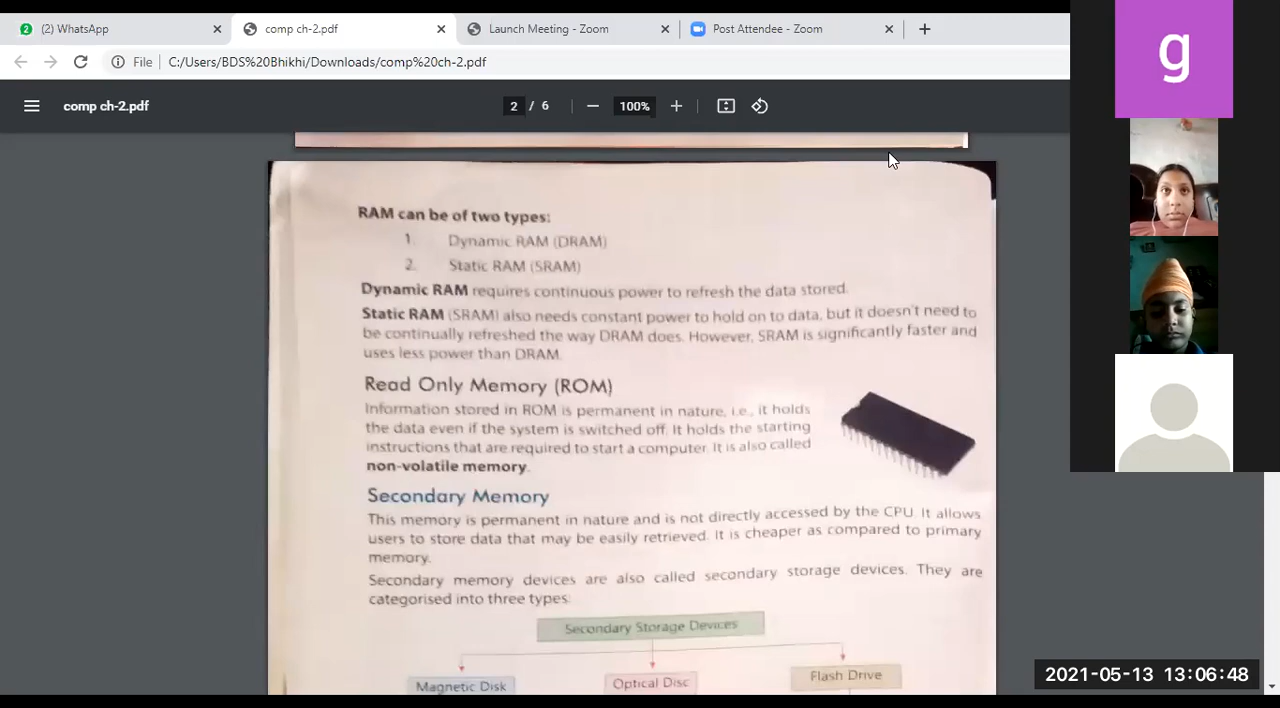 2
(2) WhatsApp
comp ch-2.pdf
Launch Meeting - Zoom
Post Attendee - Zoom
File
C:/Users/BDS%20Bhikhi/Downloads/comp%20ch-2.pdf
comp ch-2.pdf
2 / 6
100%
g
RAM can be of two types:
1. Dynamic RAM (DRAM)
2. Static RAM (SRAM)
Dynamic RAM requires continuous power to refresh the data stored.
Static RAM (SRAM) also needs constant power to hold on to data, but it doesn't need to
be continually refreshed the way DRAM does. However, SRAM is significantly faster and
uses less power than DRAM.
Read Only Memory (ROM)
Information stored in ROM is permanent in nature, i.e., it holds
the data even if the system is switched off. It holds the starting
instructions that are required to start a computer. It is also called
non-volatile memory.
Secondary Memory
This memory is permanent in nature and is not directly accessed by the CPU. It allows
users to store data that may be easily retrieved. It is cheaper as compared to primary
memory.
Secondary memory devices are also called secondary storage devices. They are
categorised into three types:
Secondary Storage Devices
Magnetic Disk
Optical Disc
Flash Drive
2021-05-13 13:06:48